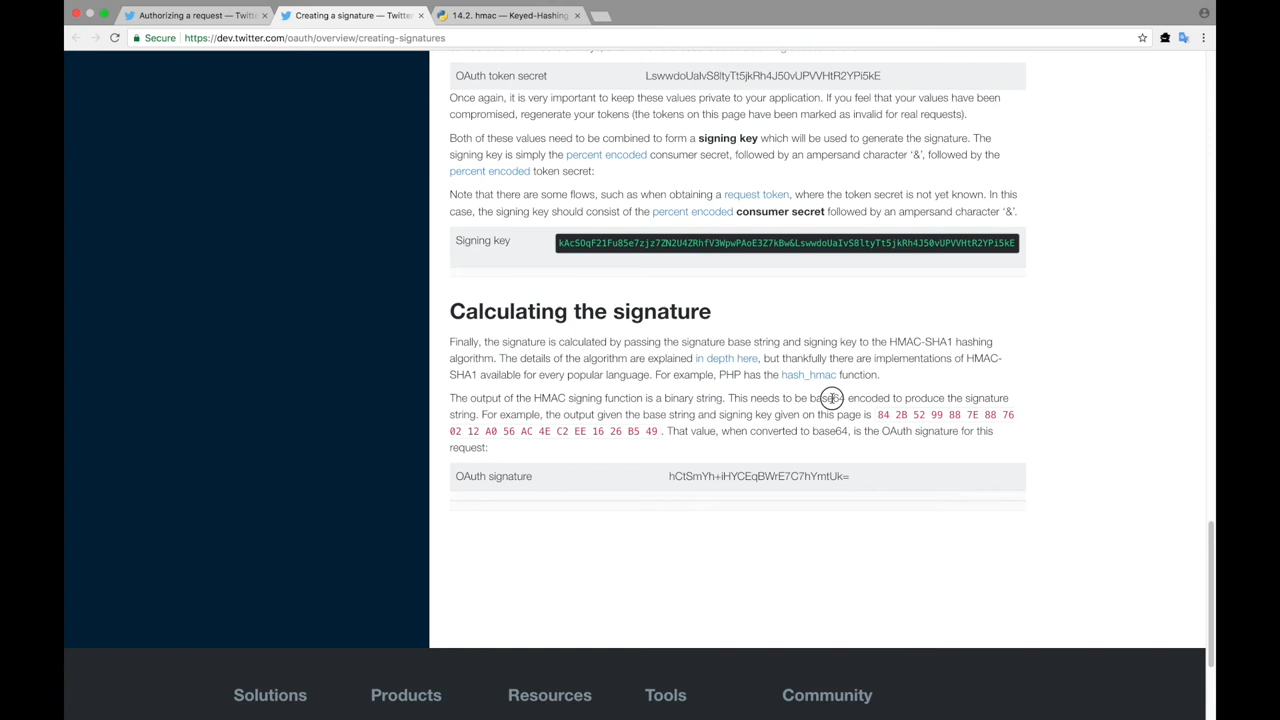 Authorizing a request — Twitte
Creating a signature — Twitter
14.2. hmac — Keyed-Hashing
Secure
https://dev.twitter.com/oauth/overview/creating-signatures
OAuth token secret LswwdoUaIvS8ltyTt5jkRh4J50vUPVVHtR2YPi5kE
Once again, it is very important to keep these values private to your application. If you feel that your values have been
compromised, regenerate your tokens (the tokens on this page have been marked as invalid for real requests).
Both of these values need to be combined to form a signing key which will be used to generate the signature. The
signing key is simply the percent encoded consumer secret, followed by an ampersand character ‘&’, followed by the
percent encoded token secret:
Note that there are some flows, such as when obtaining a request token, where the token secret is not yet known. In this
case, the signing key should consist of the percent encoded consumer secret followed by an ampersand character ‘&’.
Signing key kAcSOqF21Fu85e7zjz7ZN2U4ZRhfV3WpwPAoE3Z7kBw&LswwdoUaIvS8ltyTt5jkRh4J50vUPVVHtR2YPi5kE
Calculating the signature
Finally, the signature is calculated by passing the signature base string and signing key to the HMAC-SHA1 hashing
algorithm. The details of the algorithm are explained in depth here, but thankfully there are implementations of HMAC-
SHA1 available for every popular language. For example, PHP has the hash_hmac function.
The output of the HMAC signing function is a binary string. This needs to be base64 encoded to produce the signature
string. For example, the output given the base string and signing key given on this page is 84 2B 52 99 88 7E 88 76
02 12 A0 56 AC 4E C2 EE 16 26 B5 49 . That value, when converted to base64, is the OAuth signature for this
request:
OAuth signature hCtSmYh+iHYCEqBWrE7C7hYmtUk=
Solutions Products Resources Tools Community